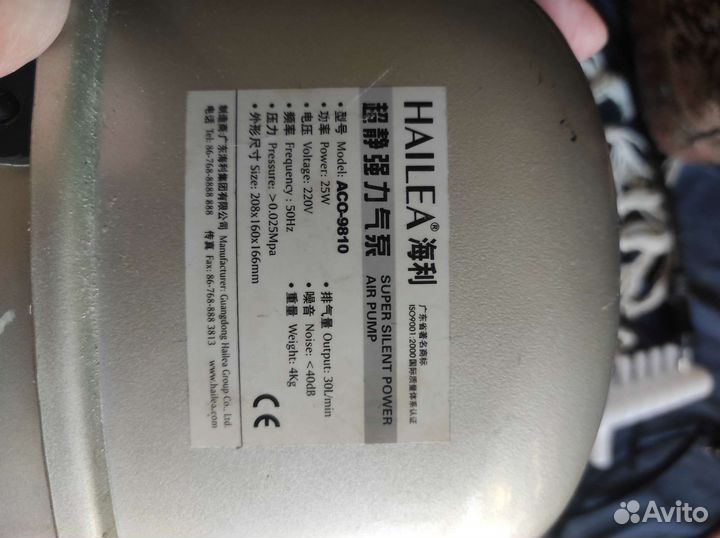 HAILEA® 海利
广东省著名商标
ISO9001:2000国际质量体系认证
超静强力气泵 SUPER SILENT POWER
AIR PUMP
•型号 Model: ACO-9810
•功率 Power: 25W •排气量 Output: 30L/min
•电压 Voltage: 220V •噪音 Noise: <40dB
•频率 Frequency : 50Hz •重量 Weight: 4Kg
•压力 Pressure: >0.025Mpa
•外形尺寸 Size: 208x160x166mm
CE
制造商广东海利集团有限公司 Manufacturer: Guangdong Hailea Group Co., Ltd.
电话 Tel: 86-768-8888 888 传真 Fax: 86-768-888 3813 www.hailea.com
Avito